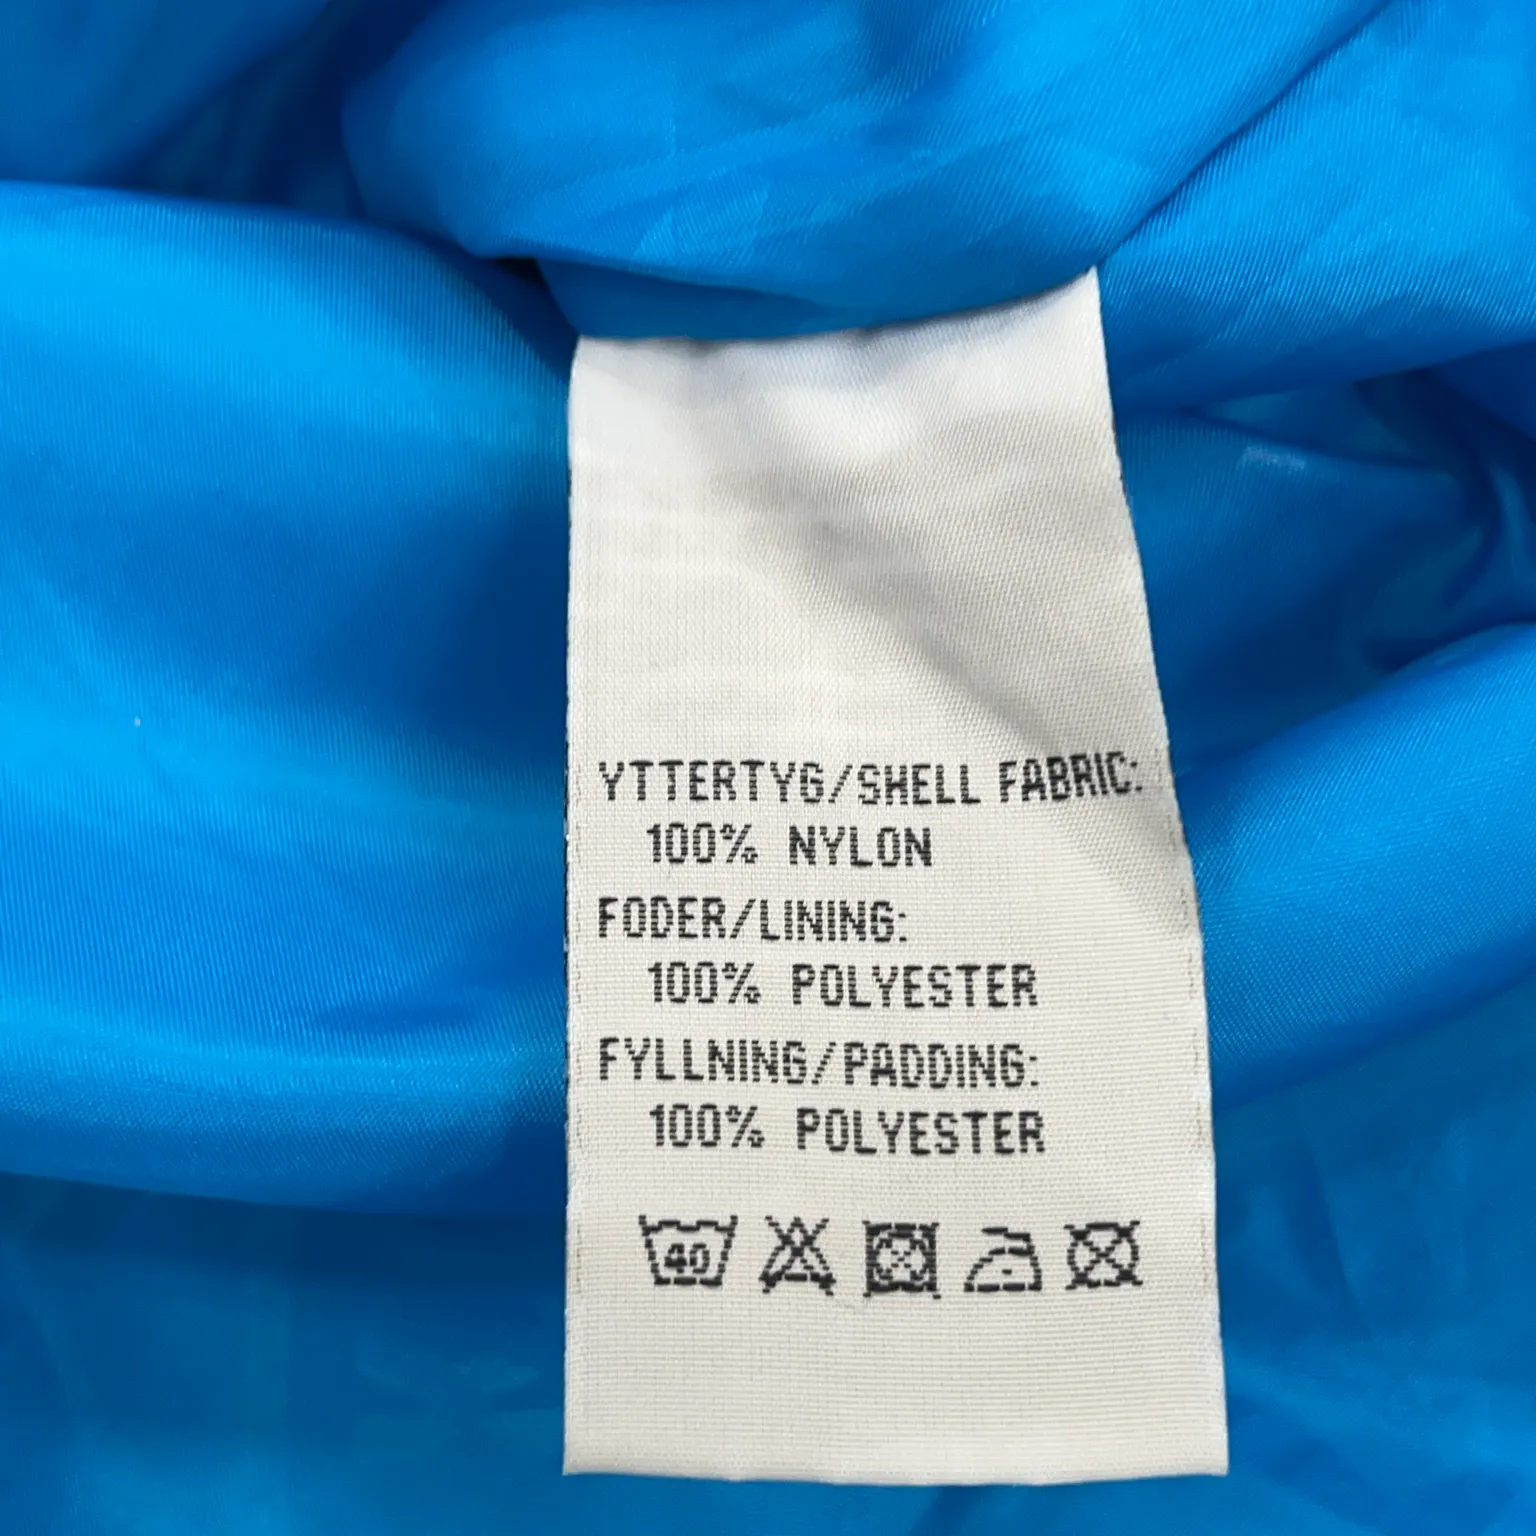 YTTERTYG/SHELL FABRIC:
100% NYLON
FODER/LINING:
100% POLYESTER
FYLLNING/PADDING:
100% POLYESTER
40